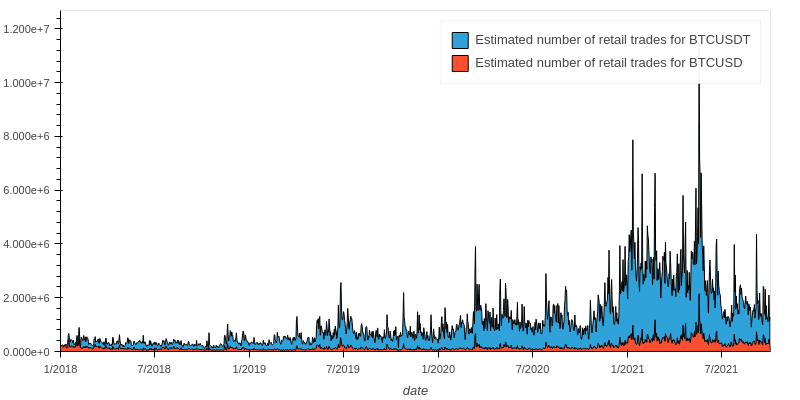 1.200e+7
1.000e+7
8.000e+6
6.000e+6
4.000e+6
2.000e+6
0.000e+0
Estimated number of retail trades for BTCUSDT
Estimated number of retail trades for BTCUSD
1/2018 7/2018 1/2019 7/2019 1/2020 7/2020 1/2021 7/2021
date